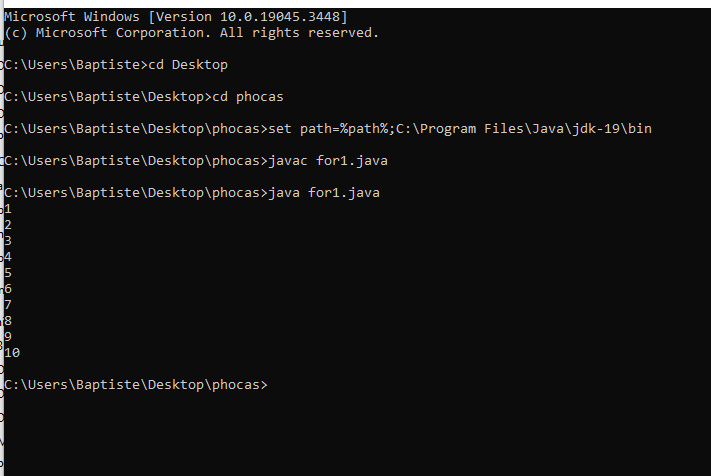 Microsoft Windows [Version 10.0.19045.3448]
(c) Microsoft Corporation. All rights reserved.
C:\Users\Baptiste>cd Desktop
C:\Users\Baptiste\Desktop>cd phocas
C:\Users\Baptiste\Desktop\phocas>set path=%path%;C:\Program Files\Java\jdk-19\bin
C:\Users\Baptiste\Desktop\phocas>javac for1.java
C:\Users\Baptiste\Desktop\phocas>java for1.java
1
2
3
4
5
6
7
8
9
10
C:\Users\Baptiste\Desktop\phocas>